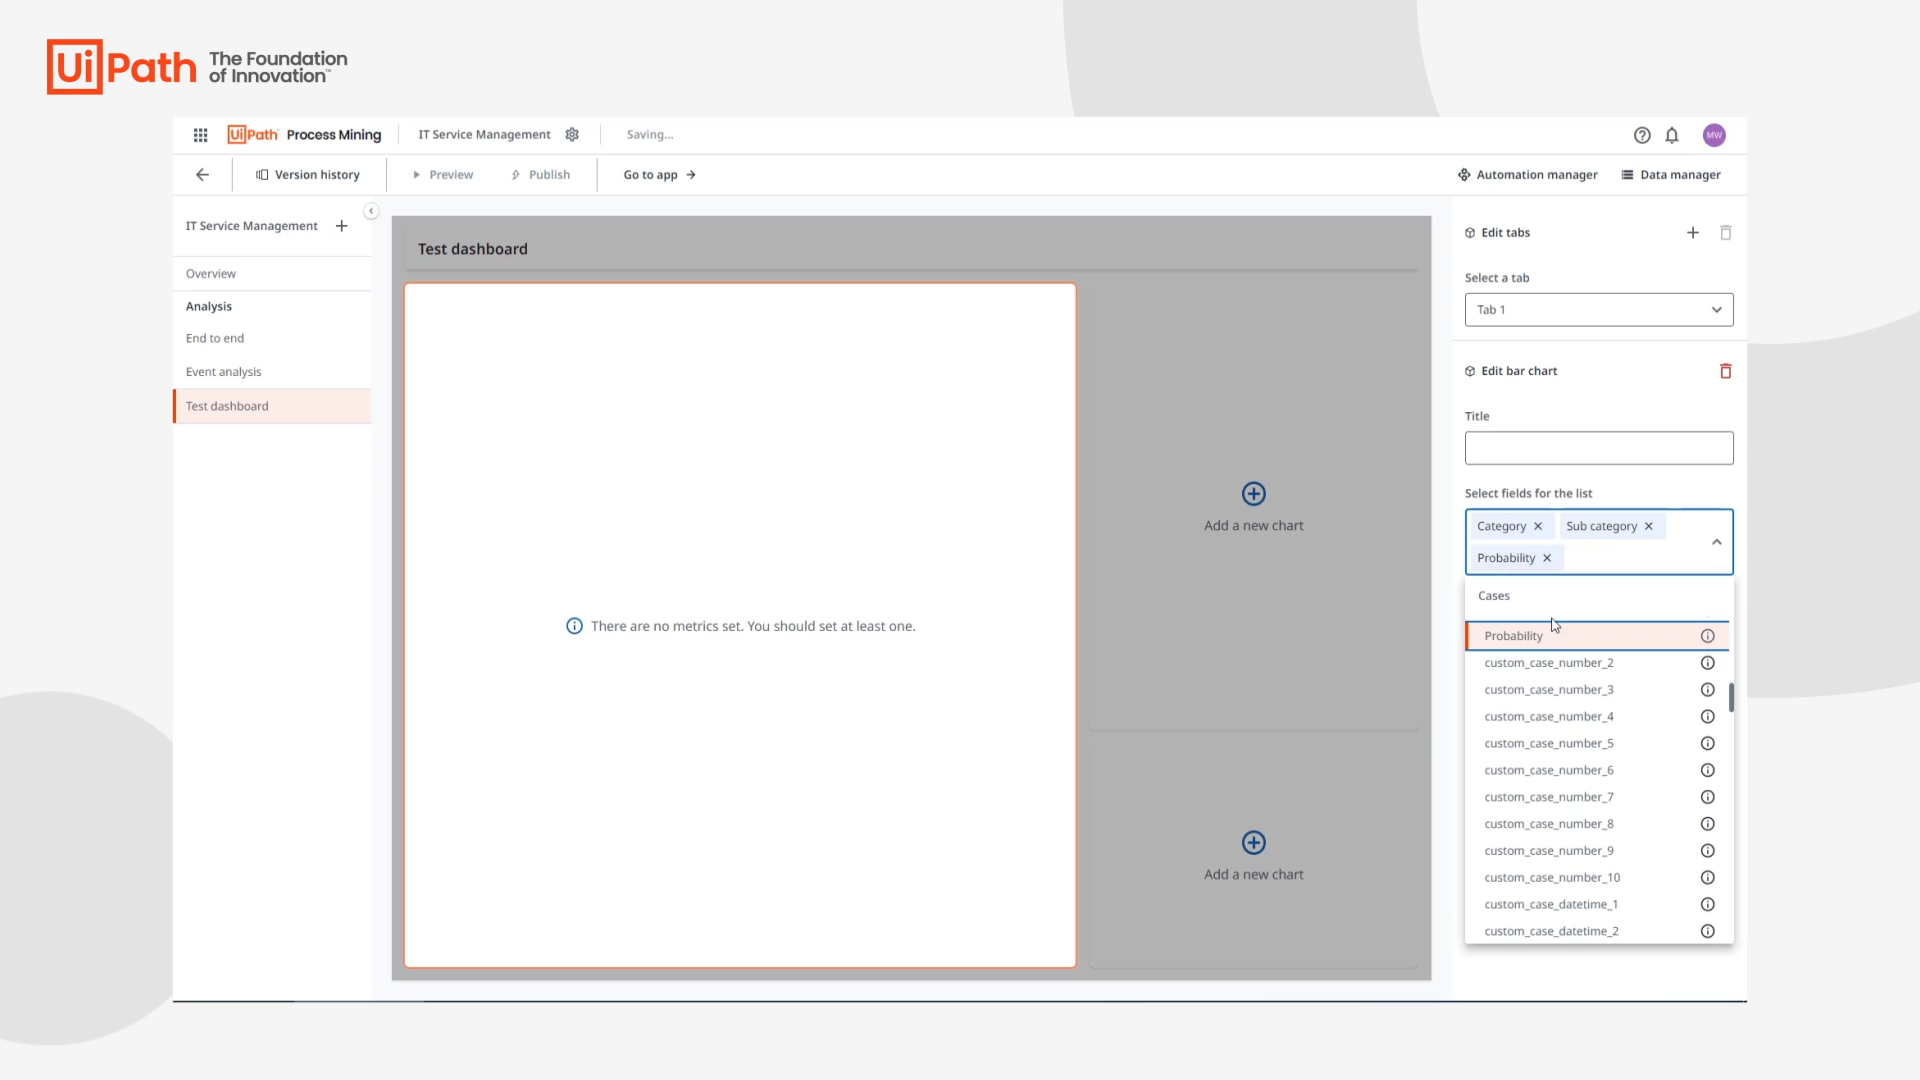 UiPath The Foundation
of Innovation™
UiPath Process Mining IT Service Management Saving... MW
Version history Preview Publish Go to app Automation manager Data manager
IT Service Management
Overview
Analysis
End to end
Event analysis
Test dashboard
Test dashboard
There are no metrics set. You should set at least one.
Add a new chart
Add a new chart
Edit tabs
Select a tab
Tab 1
Edit bar chart
Title
Select fields for the list
Category Sub category
Probability
Cases
Probability
custom_case_number_2
custom_case_number_3
custom_case_number_4
custom_case_number_5
custom_case_number_6
custom_case_number_7
custom_case_number_8
custom_case_number_9
custom_case_number_10
custom_case_datetime_1
custom_case_datetime_2